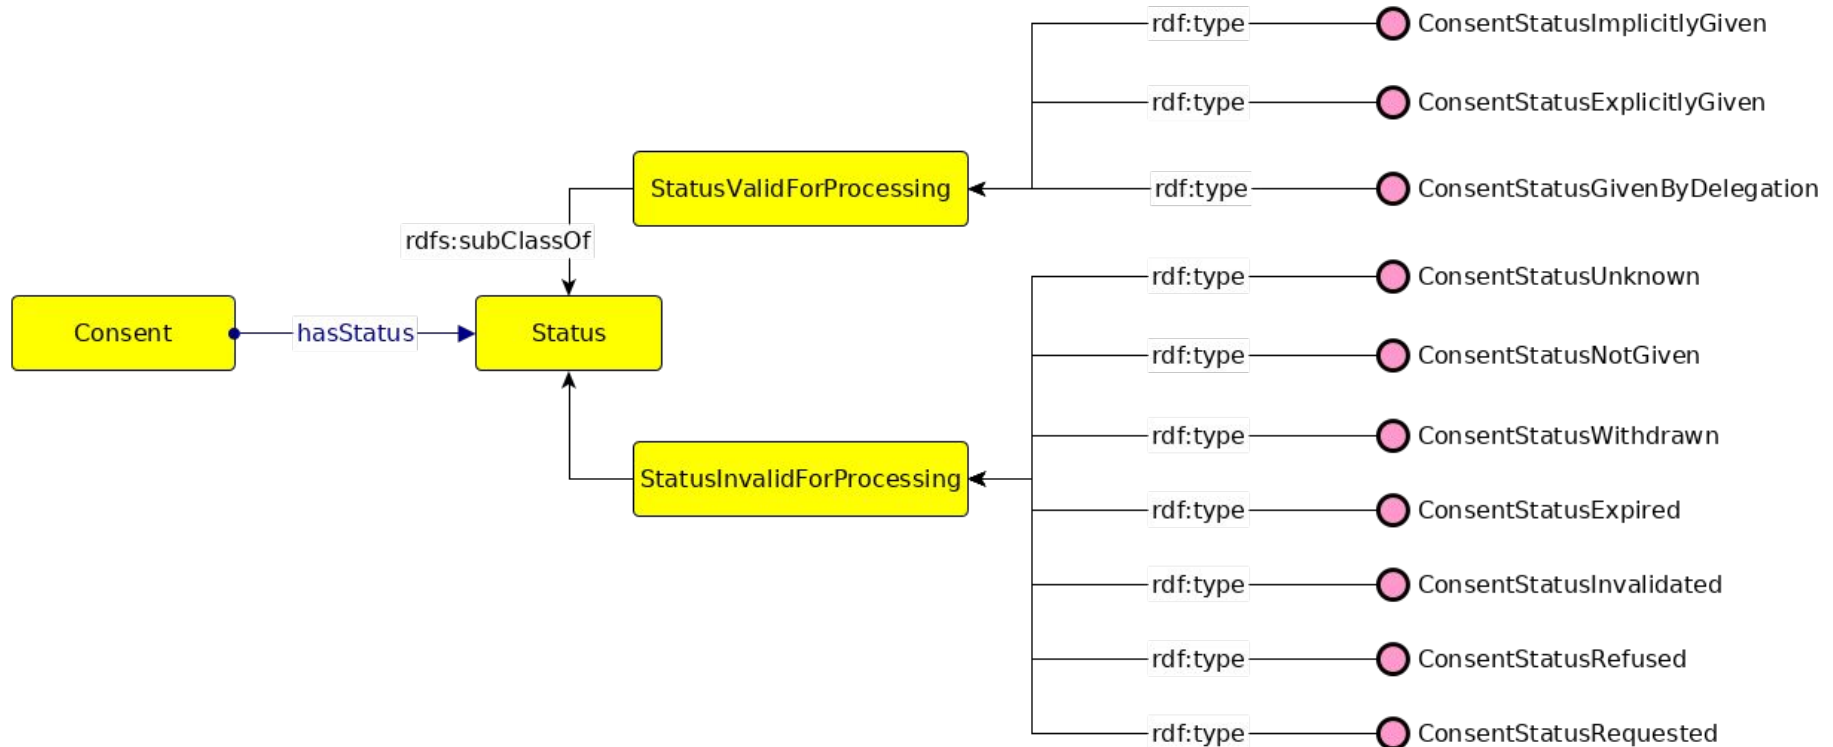 rdf:type ConsentStatusImplicitlyGiven
rdf:type ConsentStatusExplicitlyGiven
StatusValidForProcessing rdf:type ConsentStatusGivenByDelegation
rdfs:subClassOf
rdf:type ConsentStatusUnknown
Consent hasStatus Status
rdf:type ConsentStatusNotGiven
rdf:type ConsentStatusWithdrawn
StatusInvalidForProcessing
rdf:type ConsentStatusExpired
rdf:type ConsentStatusInvalidated
rdf:type ConsentStatusRefused
rdf:type ConsentStatusRequested